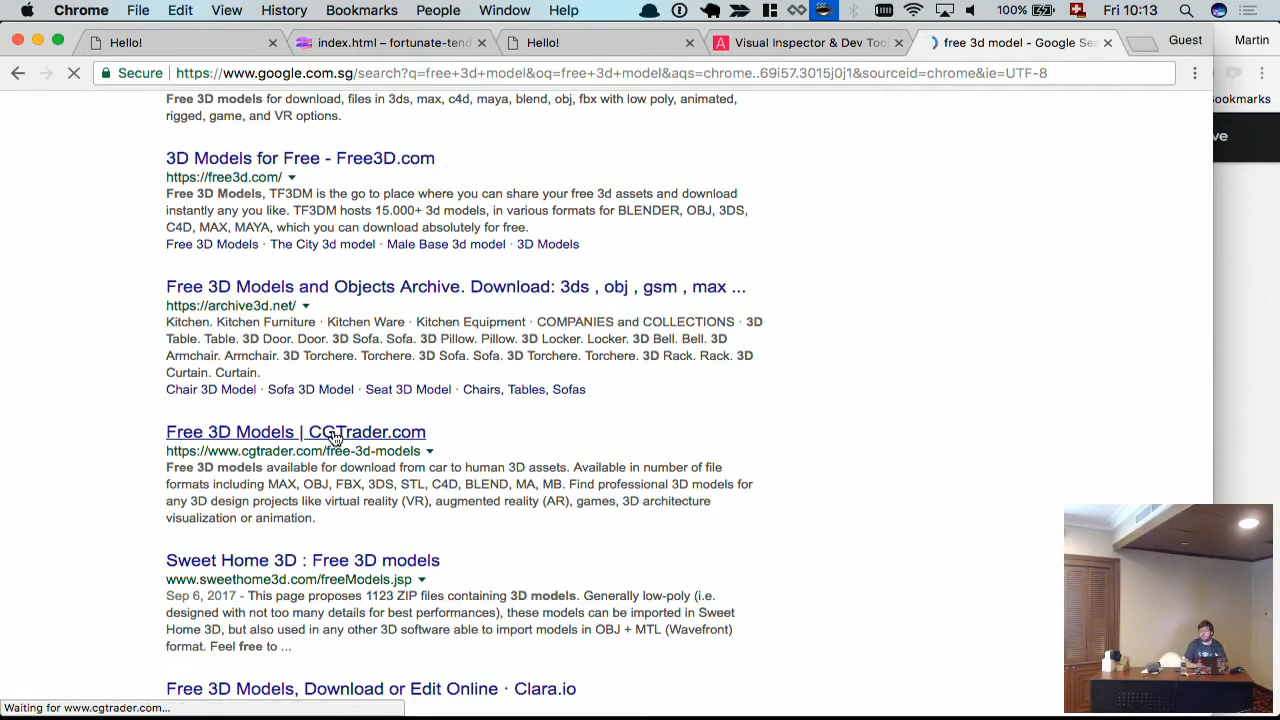 Chrome File Edit View History Bookmarks People Window Help 100% Fri 10:13
Hello! index.html – fortunate-tend Hello! Visual Inspector & Dev Tool free 3d model - Google Sea Guest Martin
Secure https://www.google.com.sg/search?q=free+3d+model&oq=free+3d+model&aqs=chrome..69i57.3015j0j1&sourceid=chrome&ie=UTF-8
ookmarks
ve
Free 3D models for download, files in 3ds, max, c4d, maya, blend, obj, fbx with low poly, animated,
rigged, game, and VR options.
3D Models for Free - Free3D.com
https://free3d.com/
Free 3D Models, TF3DM is the go to place where you can share your free 3d assets and download
instantly any you like. TF3DM hosts 15.000+ 3d models, in various formats for BLENDER, OBJ, 3DS,
C4D, MAX, MAYA, which you can download absolutely for free.
Free 3D Models · The City 3d model · Male Base 3d model · 3D Models
Free 3D Models and Objects Archive. Download: 3ds , obj , gsm , max ...
https://archive3d.net/
Kitchen. Kitchen Furniture · Kitchen Ware · Kitchen Equipment · COMPANIES and COLLECTIONS · 3D
Table. Table. 3D Door. Door. 3D Sofa. Sofa. 3D Pillow. Pillow. 3D Locker. Locker. 3D Bell. Bell. 3D
Armchair. Armchair. 3D Torchere. Torchere. 3D Sofa. Sofa. 3D Torchere. Torchere. 3D Rack. Rack. 3D
Curtain. Curtain.
Chair 3D Model · Sofa 3D Model · Seat 3D Model · Chairs, Tables, Sofas
Free 3D Models | CGTrader.com
https://www.cgtrader.com/free-3d-models
Free 3D models available for download from car to human 3D assets. Available in number of file
formats including MAX, OBJ, FBX, 3DS, STL, C4D, BLEND, MA, MB. Find professional 3D models for
any 3D design projects like virtual reality (VR), augmented reality (AR), games, 3D architecture
visualization or animation.
Sweet Home 3D : Free 3D models
www.sweethome3d.com/freeModels.jsp
Sep 6, 2017 - This page proposes 1123 ZIP files containing 3D models. Generally low-poly (i.e.
designed with not too many details for best performances), these models can be imported in Sweet
Home 3D, but also used in any other 3D software able to import models in OBJ + MTL (Wavefront)
format. Feel free to ...
Free 3D Models, Download or Edit Online · Clara.io
Waiting for www.cgtrader.com...